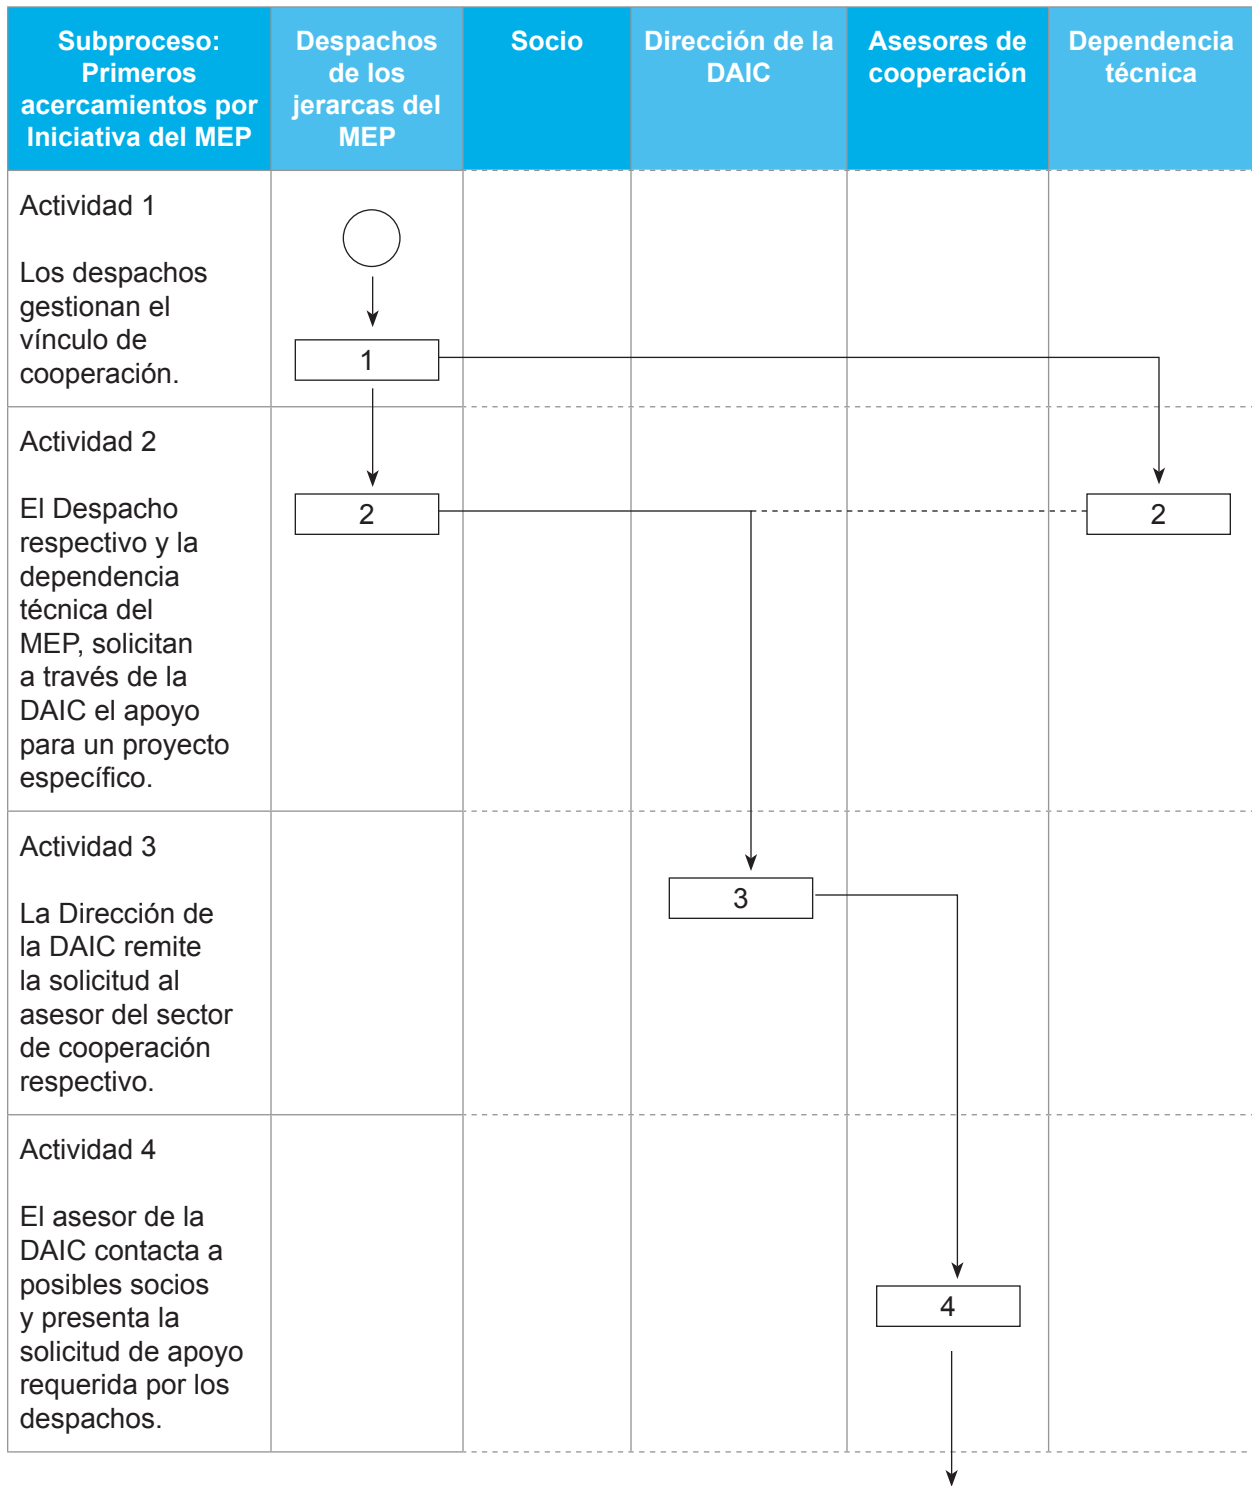 Subproceso:
Primeros
acercamientos por
Iniciativa del MEP
Despachos
de los
jerarcas del
MEP
Socio
Dirección de la
DAIC
Asesores de
cooperación
Dependencia
técnica
Actividad 1
Los despachos
gestionan el
vínculo de
cooperación.
1
Actividad 2
El Despacho
respectivo y la
dependencia
técnica del
MEP, solicitan
a través de la
DAIC el apoyo
para un proyecto
específico.
2
2
Actividad 3
La Dirección de
la DAIC remite
la solicitud al
asesor del sector
de cooperación
respectivo.
3
Actividad 4
El asesor de la
DAIC contacta a
posibles socios
y presenta la
solicitud de apoyo
requerida por los
despachos.
4